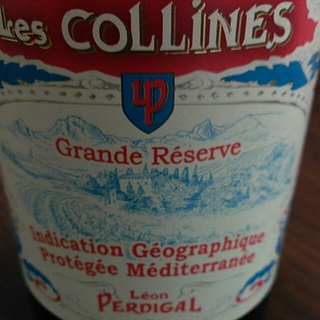 Les COLLINES
LP
Grande Réserve
Indication Géographique
Protégée Méditerranée
Léon
PERDIGAL